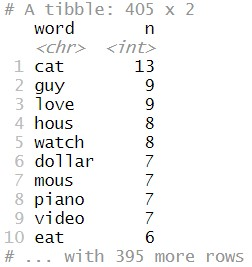 # A tibble: 405 x 2
word n
<chr> <int>
1 cat 13
2 guy 9
3 love 9
4 hous 8
5 watch 8
6 dollar 7
7 mous 7
8 piano 7
9 video 7
10 eat 6
# ... with 395 more rows